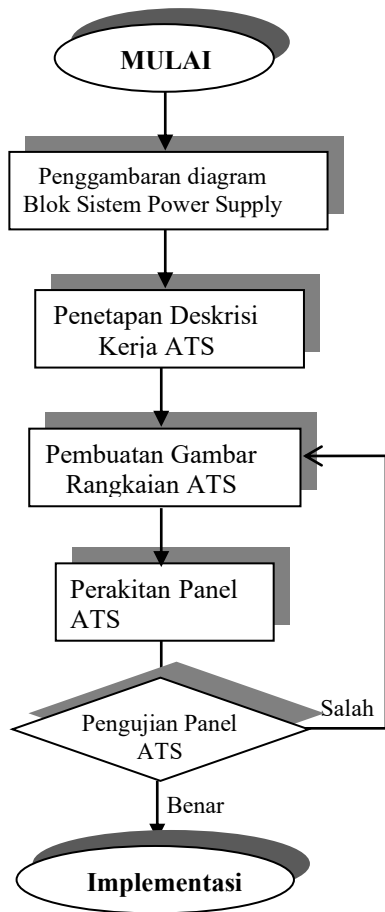 MULAI
Penggambaran diagram
Blok Sistem Power Supply
Penetapan Deskrisi
Kerja ATS
Pembuatan Gambar
Rangkaian ATS
Perakitan Panel
ATS
Pengujian Panel
ATS
Salah
Benar
Implementasi